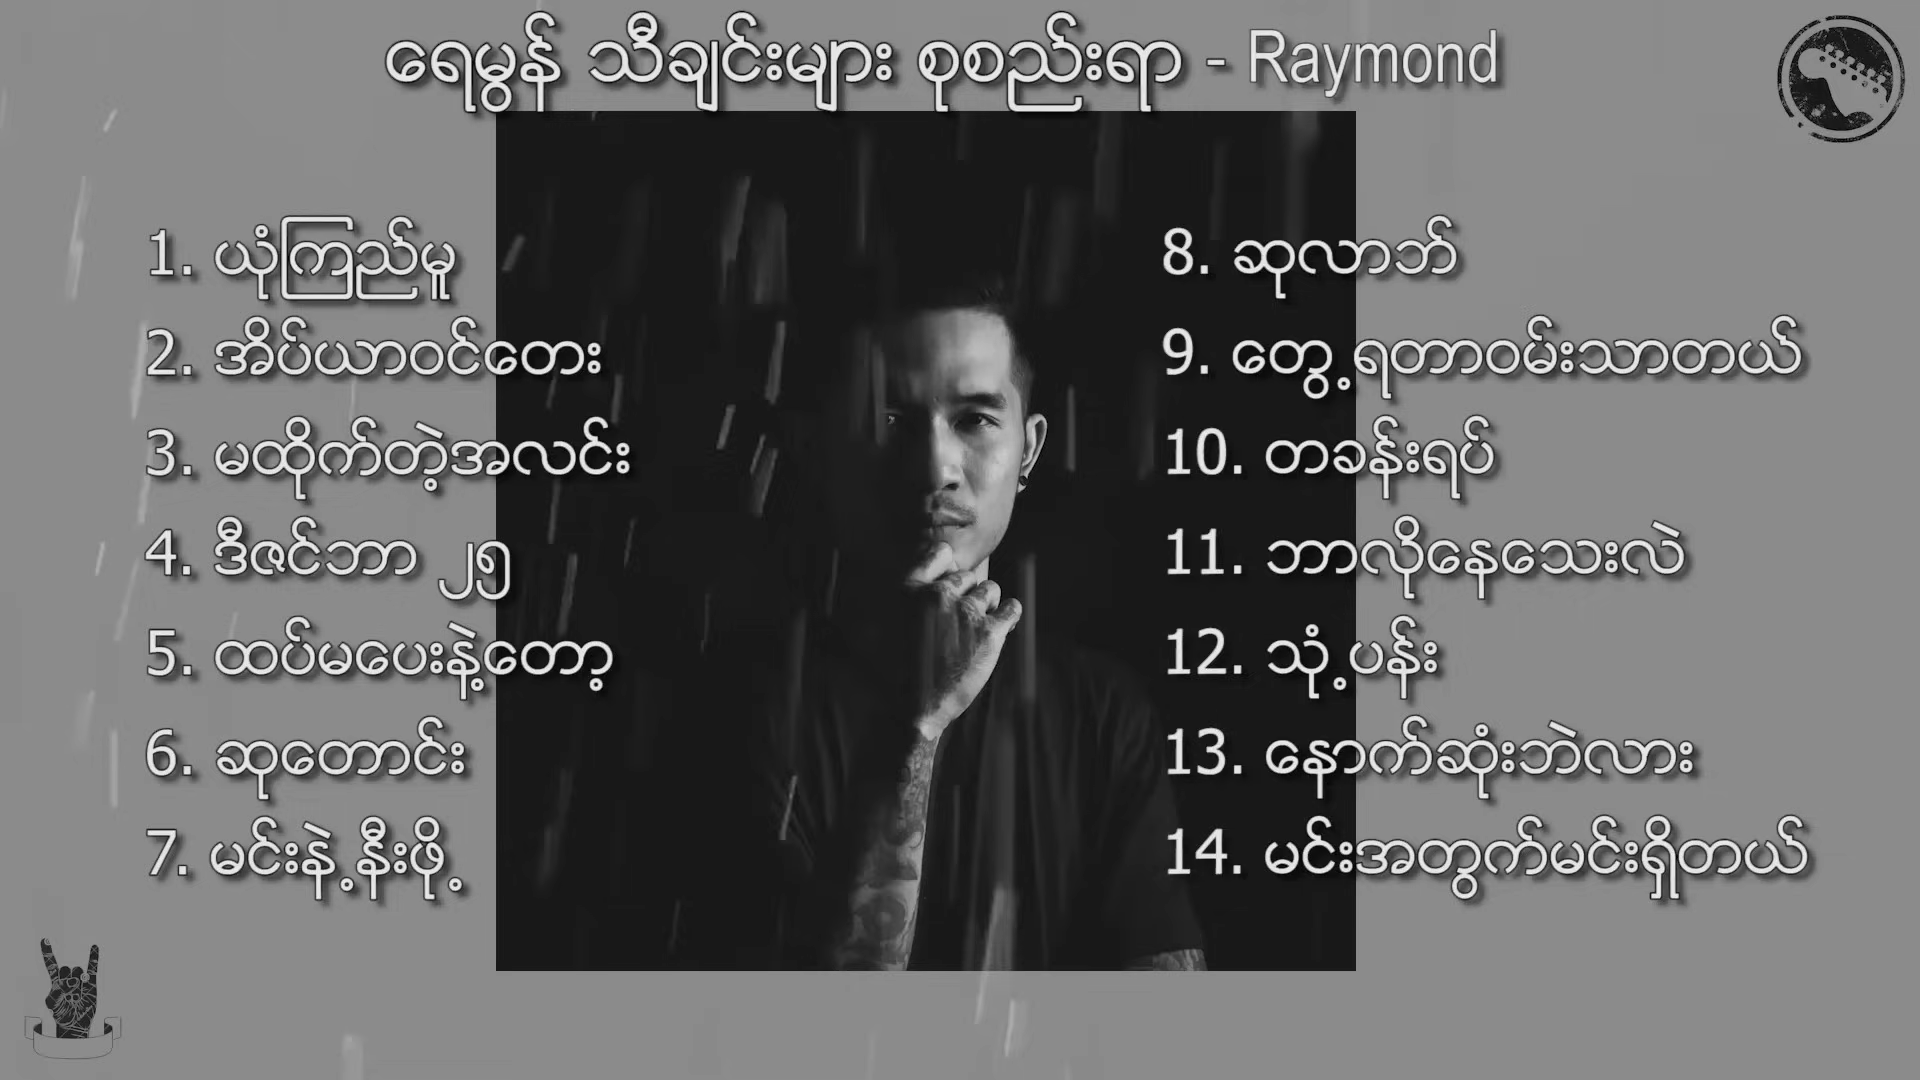 ရေမွန် သီချင်းများ စုစည်းရာ - Raymond
1. ယုံကြည်မှု
2. အိပ်ယာဝင်တေး
3. မထိုက်တဲ့အလင်း
4. ဒီဇင်ဘာ ၂၅
5. ထပ်မပေးနဲ့တော့
6. ဆုတောင်း
7. မင်းနဲ့နီးဖို့
8. ဆုလာဘ်
9. တွေ့ရတာဝမ်းသာတယ်
10. တခန်းရပ်
11. ဘာလိုနေသေးလဲ
12. သုံ့ပန်း
13. နောက်ဆုံးဘဲလား
14. မင်းအတွက်မင်းရှိတယ်